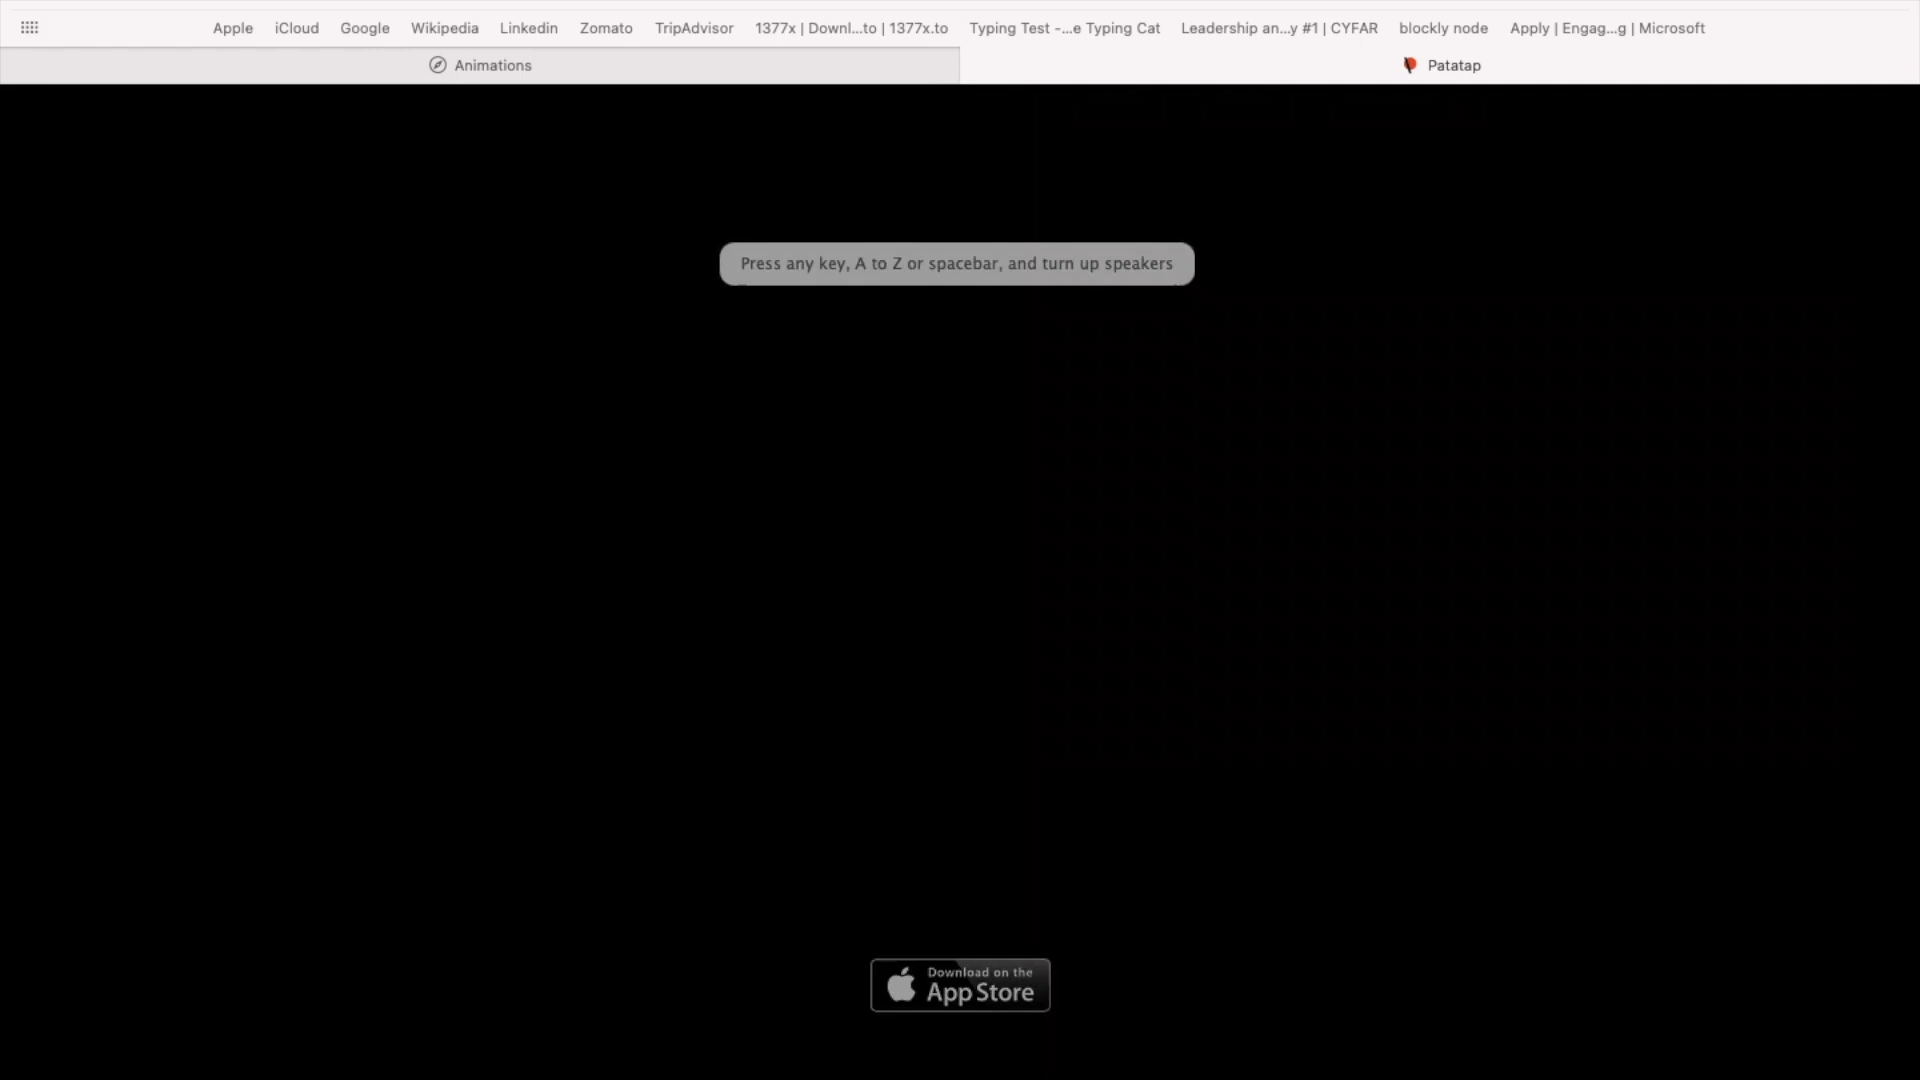 Apple iCloud Google Wikipedia Linkedin Zomato TripAdvisor 1377x | Downl...to | 1377x.to Typing Test -...e Typing Cat Leadership an...y #1 | CYFAR blockly node Apply | Engag...g | Microsoft
Animations Patatap
Press any key, A to Z or spacebar, and turn up speakers
Download on the
App Store